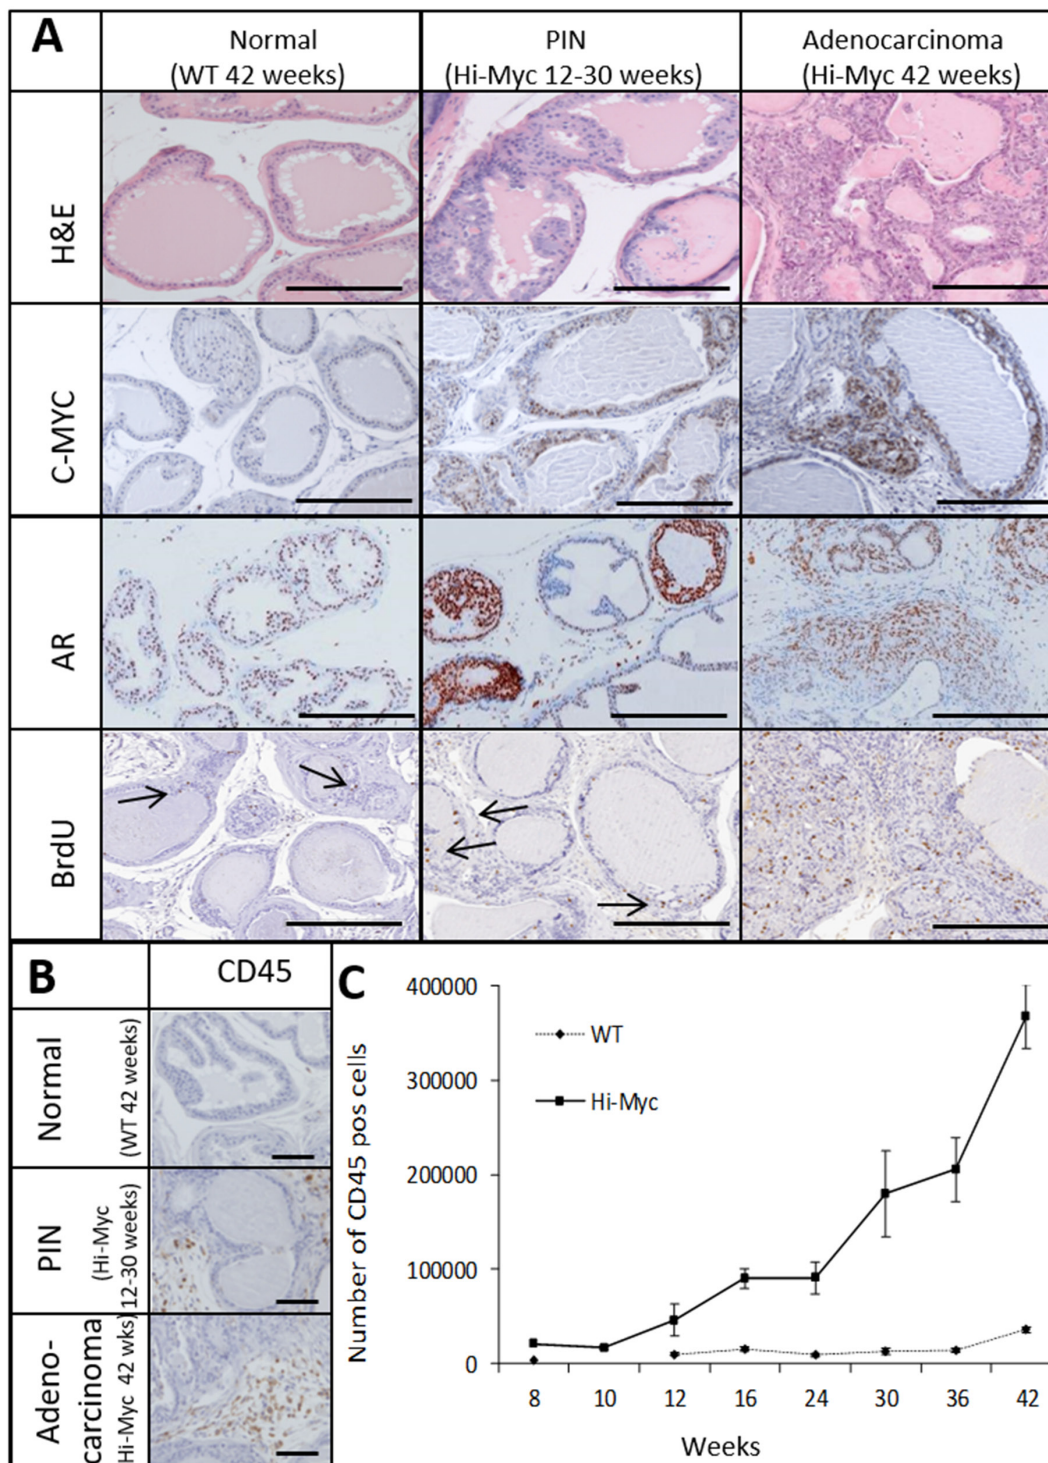 A
Normal
(WT 42 weeks)
PIN
(Hi-Myc 12-30 weeks)
Adenocarcinoma
(Hi-Myc 42 weeks)
H&E
C-MYC
AR
BrdU
B
CD45
Normal
(WT 42 weeks)
PIN
(Hi-Myc
12-30 weeks)
Adeno-
carcinoma
Hi-Myc 42 wks)
C
Number of CD45 pos cells
400000
300000
200000
100000
0
WT
Hi-Myc
8 10 12 16 24 30 36 42
Weeks